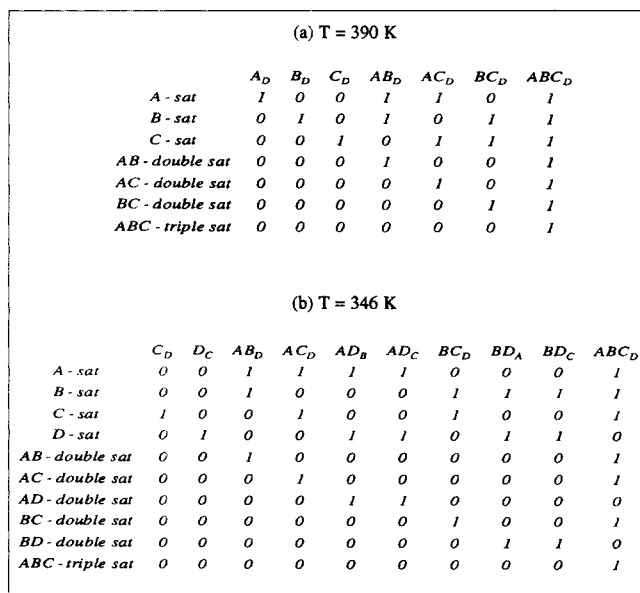 (a) T = 390 K
A_D B_D C_D AB_D AC_D BC_D ABC_D
A - sat 1 0 0 1 1 0 1
B - sat 0 1 0 1 0 1 1
C - sat 0 0 1 0 1 1 1
AB - double sat 0 0 0 1 0 0 1
AC - double sat 0 0 0 0 1 0 1
BC - double sat 0 0 0 0 0 1 1
ABC - triple sat 0 0 0 0 0 0 1
(b) T = 346 K
C_D D_C AB_D AC_D AD_B AD_C BC_D BD_A BD_C ABC_D
A - sat 0 0 1 1 1 1 0 0 0 1
B - sat 0 0 1 0 0 0 1 1 1 1
C - sat 1 0 0 1 0 0 1 0 0 1
D - sat 0 1 0 0 1 1 0 1 1 0
AB - double sat 0 0 1 0 0 0 0 0 0 1
AC - double sat 0 0 0 1 0 0 0 0 0 1
AD - double sat 0 0 0 0 1 1 0 0 0 0
BC - double sat 0 0 0 0 0 0 1 0 0 1
BD - double sat 0 0 0 0 0 0 0 1 1 0
ABC - triple sat 0 0 0 0 0 0 0 0 0 1